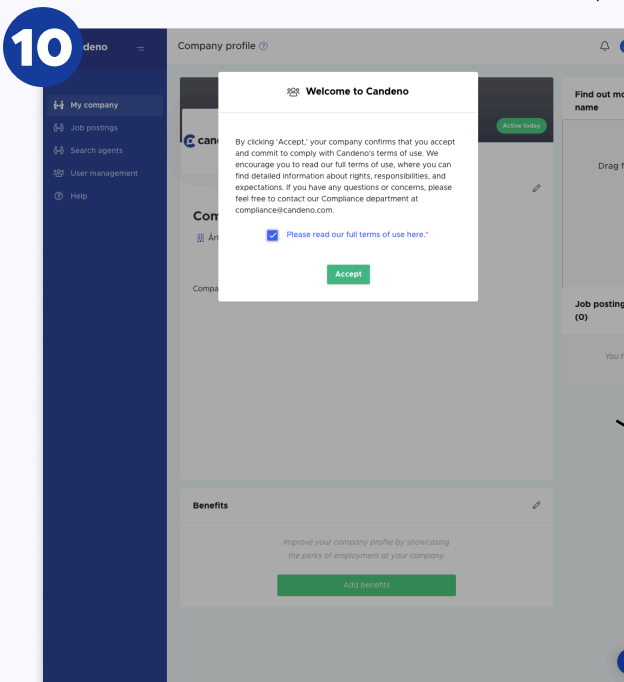 10
deno
Company profile
My company
Job postings
Search agents
User management
Help
Welcome to Candeno
By clicking 'Accept,' your company confirms that you accept
and commit to comply with Candeno's terms of use. We
encourage you to read our full terms of use, where you can
find detailed information about rights, responsibilities, and
expectations. If you have any questions or concerns, please
feel free to contact our Compliance department at
compliance@candeno.com.
Please read our full terms of use here.*
Accept
can
Active today
Com
Compa
Find out mo
name
Drag f
Job posting
(0)
You h
Benefits
Improve your company profile by showcasing
the perks of employment at your company.
Add benefits